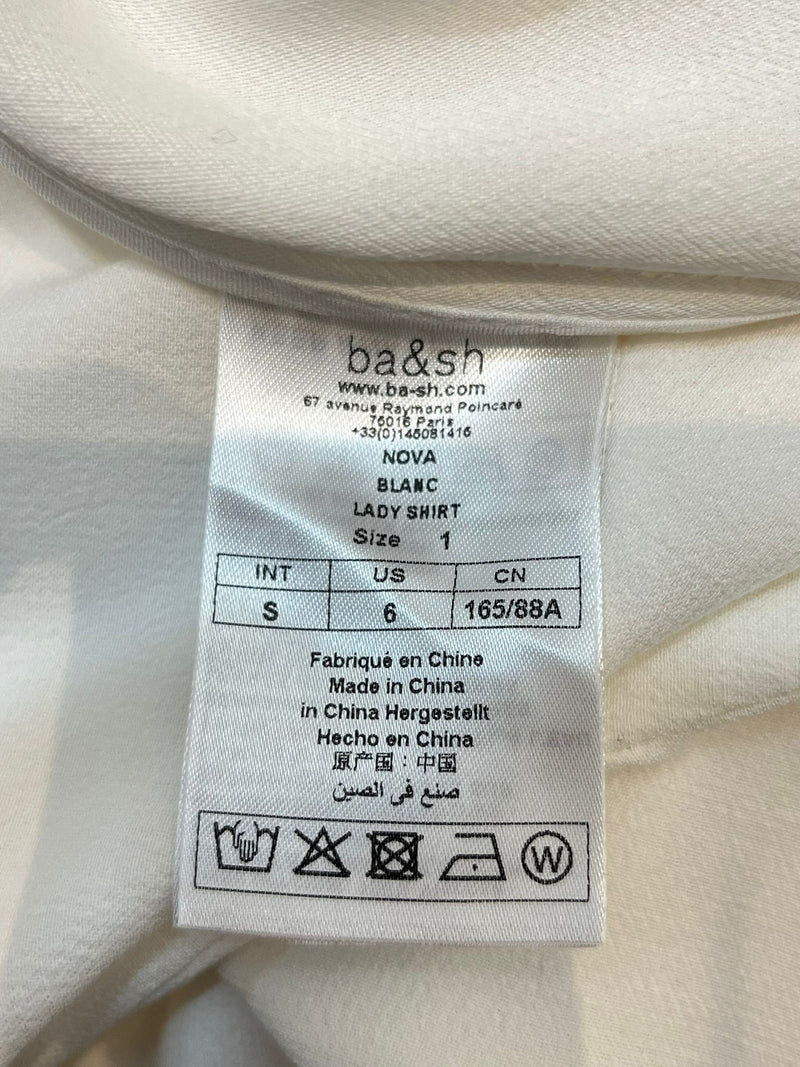 ba&sh
www.ba-sh.com
67 avenue Raymond Poincaré
75016 Paris
+33(0)145081416
NOVA
BLANC
LADY SHIRT
Size 1
INT US CN
S 6 165/88A
Fabriqué en Chine
Made in China
in China Hergestellt
Hecho en China
原产国：中国
صنع في الصين
W